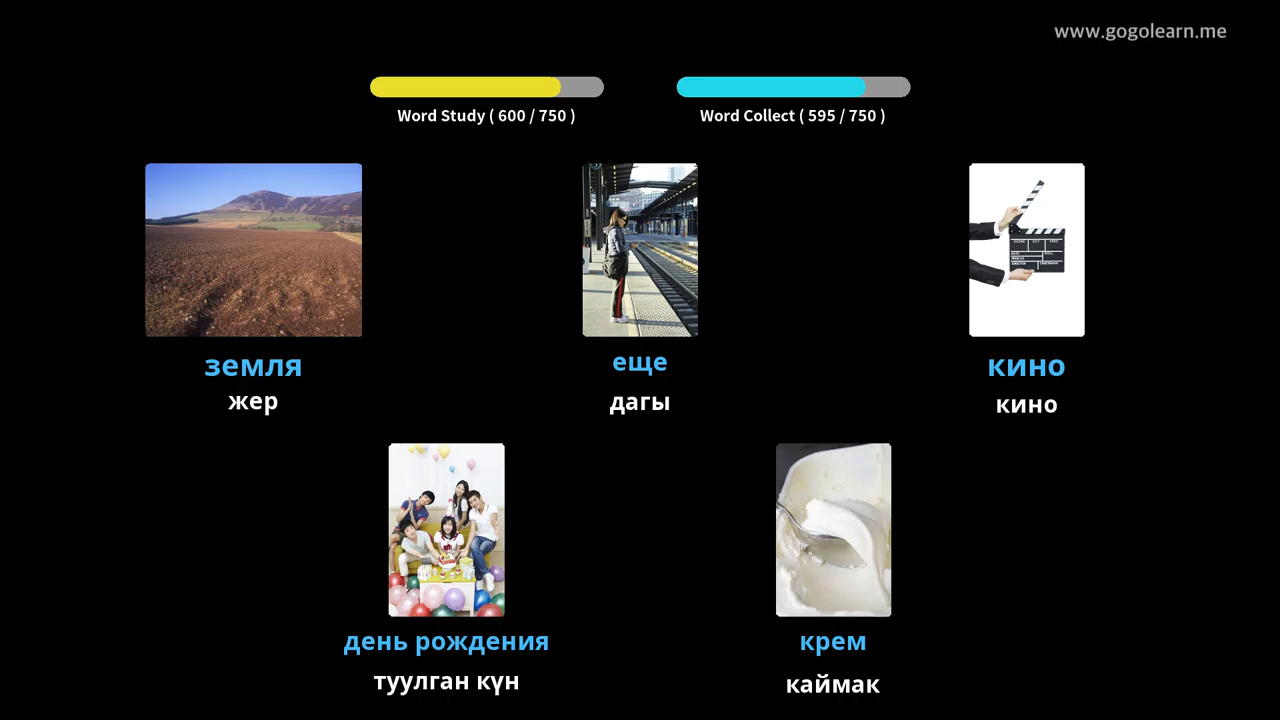 www.gogolearn.me
Word Study ( 600 / 750 )
Word Collect ( 595 / 750 )
земля
жер
еще
дагы
кино
кино
день рождения
туулган күн
крем
каймак